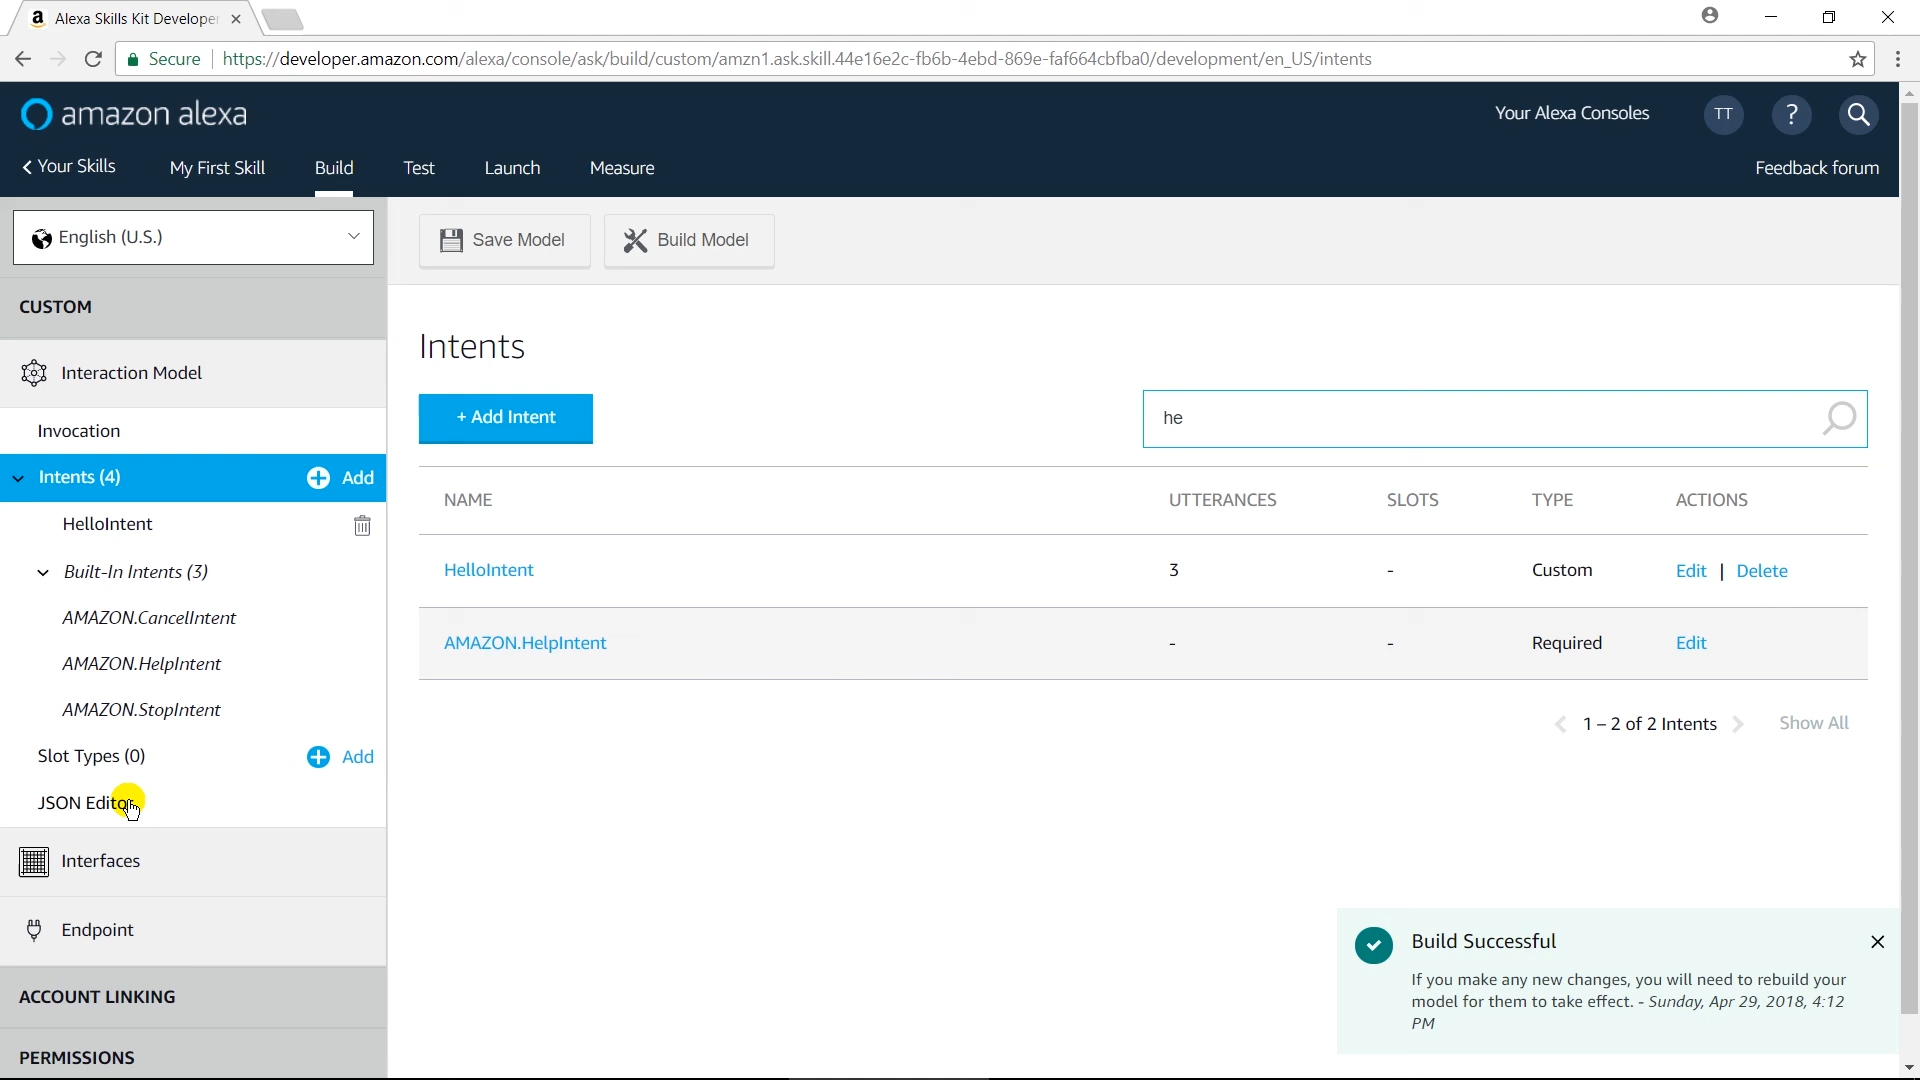 Alexa Skills Kit Develope
Secure https://developer.amazon.com/alexa/console/ask/build/custom/amzn1.ask.skill.44e16e2c-fb6b-4ebd-869e-faf664cbfba0/development/en_US/intents
amazon alexa
Your Alexa Consoles TT ?
Your Skills My First Skill Build Test Launch Measure Feedback forum
English (U.S.)
Save Model Build Model
CUSTOM
Interaction Model
Invocation
Intents (4) Add
HelloIntent
Built-In Intents (3)
AMAZON.CancelIntent
AMAZON.HelpIntent
AMAZON.StopIntent
Slot Types (0) Add
JSON Editor
Interfaces
Endpoint
ACCOUNT LINKING
PERMISSIONS
Intents
+ Add Intent he
NAME UTTERANCES SLOTS TYPE ACTIONS
HelloIntent 3 - Custom Edit | Delete
AMAZON.HelpIntent - - Required Edit
1 – 2 of 2 Intents Show All
Build Successful
If you make any new changes, you will need to rebuild your
model for them to take effect. - Sunday, Apr 29, 2018, 4:12
PM